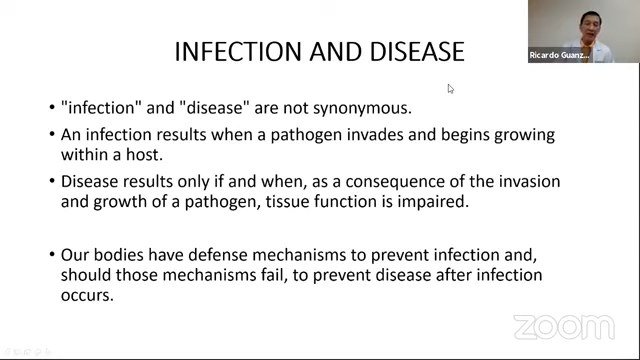 INFECTION AND DISEASE
Ricardo Guanz...
• "infection" and "disease" are not synonymous.
• An infection results when a pathogen invades and begins growing
within a host.
• Disease results only if and when, as a consequence of the invasion
and growth of a pathogen, tissue function is impaired.
• Our bodies have defense mechanisms to prevent infection and,
should those mechanisms fail, to prevent disease after infection
occurs.
zoom